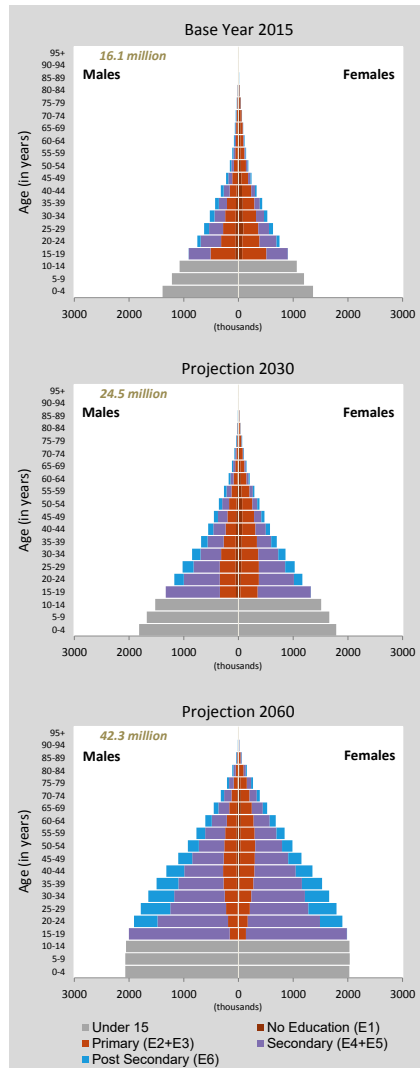 Base Year 2015
95+ 16.1 million
90-94
85-89 Males Females
80-84
75-79
70-74
65-69
60-64
55-59
50-54
45-49
40-44
35-39
30-34
25-29
20-24
15-19
10-14
5-9
0-4
Age (in years)
3000 2000 1000 0 1000 2000 3000
(thousands)
Projection 2030
95+ 24.5 million
90-94
85-89 Males Females
80-84
75-79
70-74
65-69
60-64
55-59
50-54
45-49
40-44
35-39
30-34
25-29
20-24
15-19
10-14
5-9
0-4
Age (in years)
3000 2000 1000 0 1000 2000 3000
(thousands)
Projection 2060
95+ 42.3 million
90-94
85-89 Males Females
80-84
75-79
70-74
65-69
60-64
55-59
50-54
45-49
40-44
35-39
30-34
25-29
20-24
15-19
10-14
5-9
0-4
Age (in years)
3000 2000 1000 0 1000 2000 3000
(thousands)
Under 15 No Education (E1)
Primary (E2+E3) Secondary (E4+E5)
Post Secondary (E6)